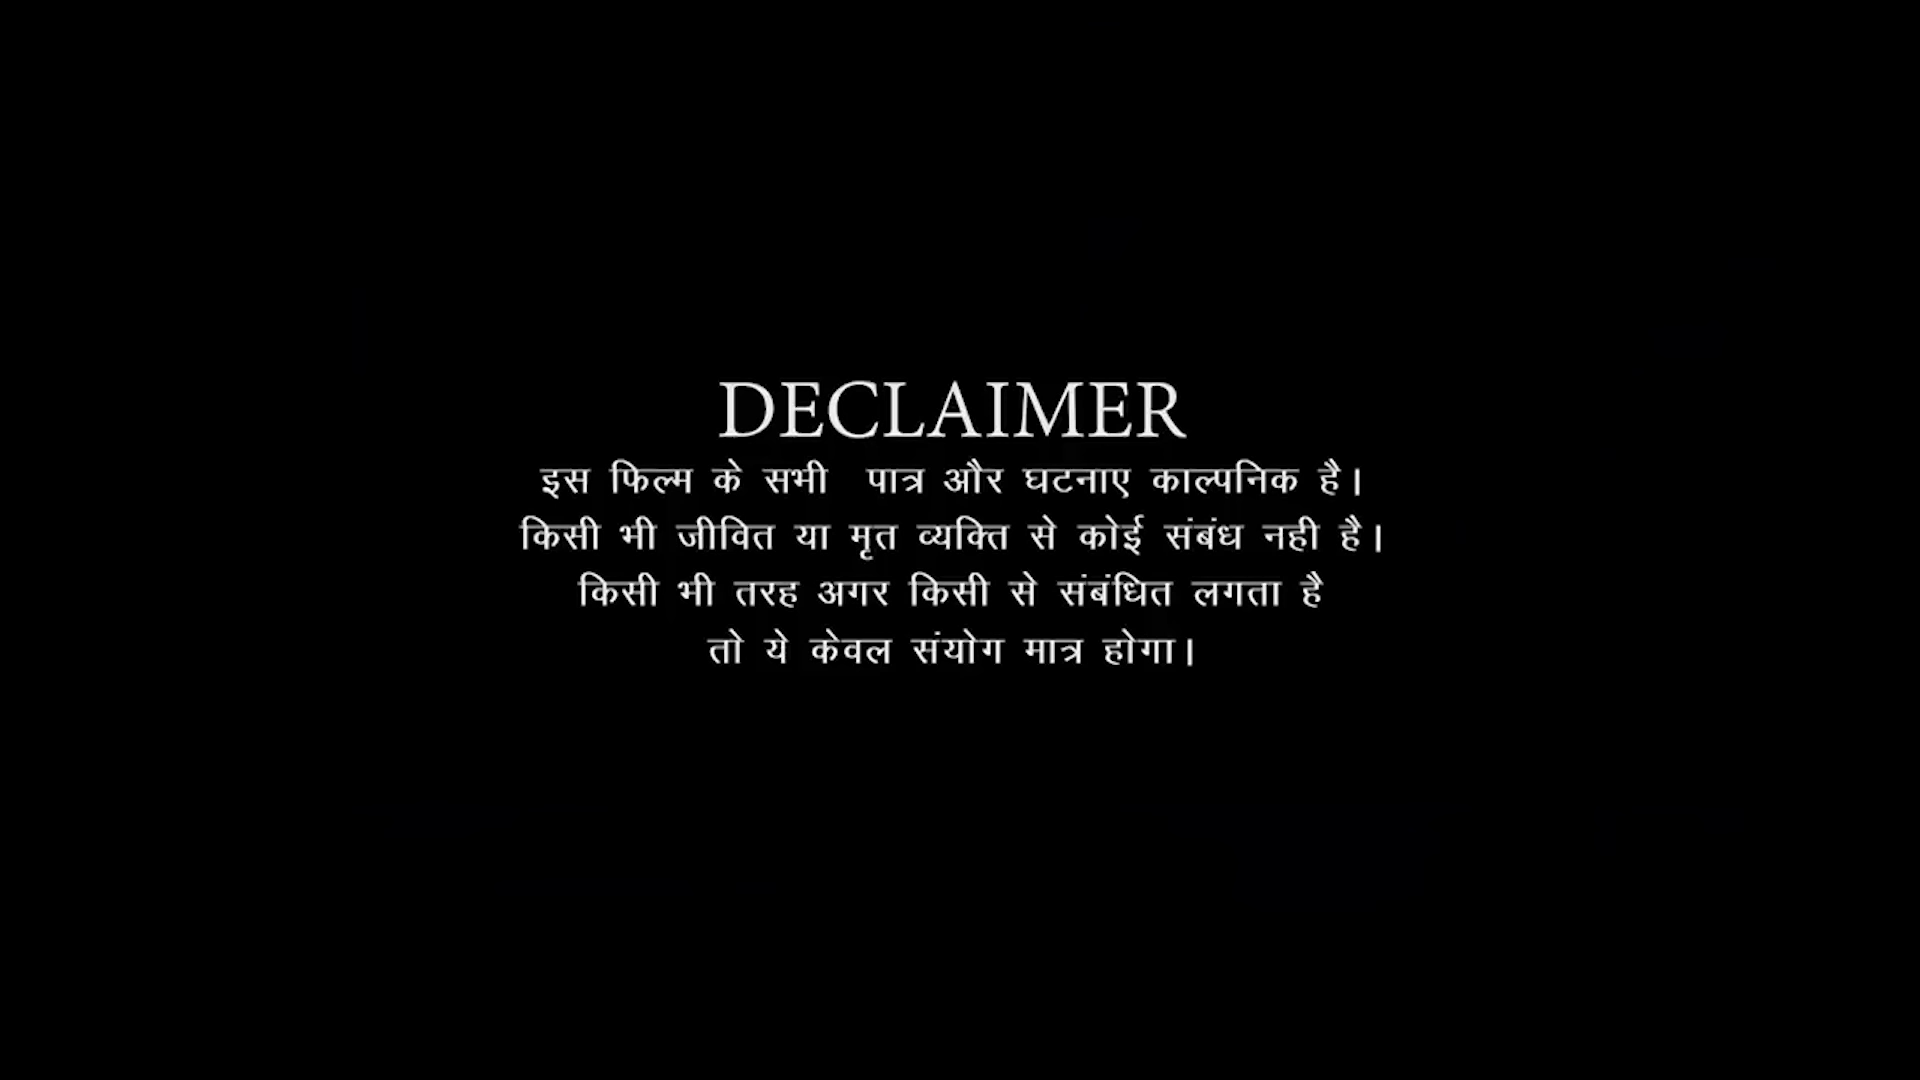 DECLAIMER
इस फिल्म के सभी पात्र और घटनाए काल्पनिक है।
किसी भी जीवित या मृत व्यक्ति से कोई संबंध नही है।
किसी भी तरह अगर किसी से संबंधित लगता है
तो ये केवल संयोग मात्र होगा।